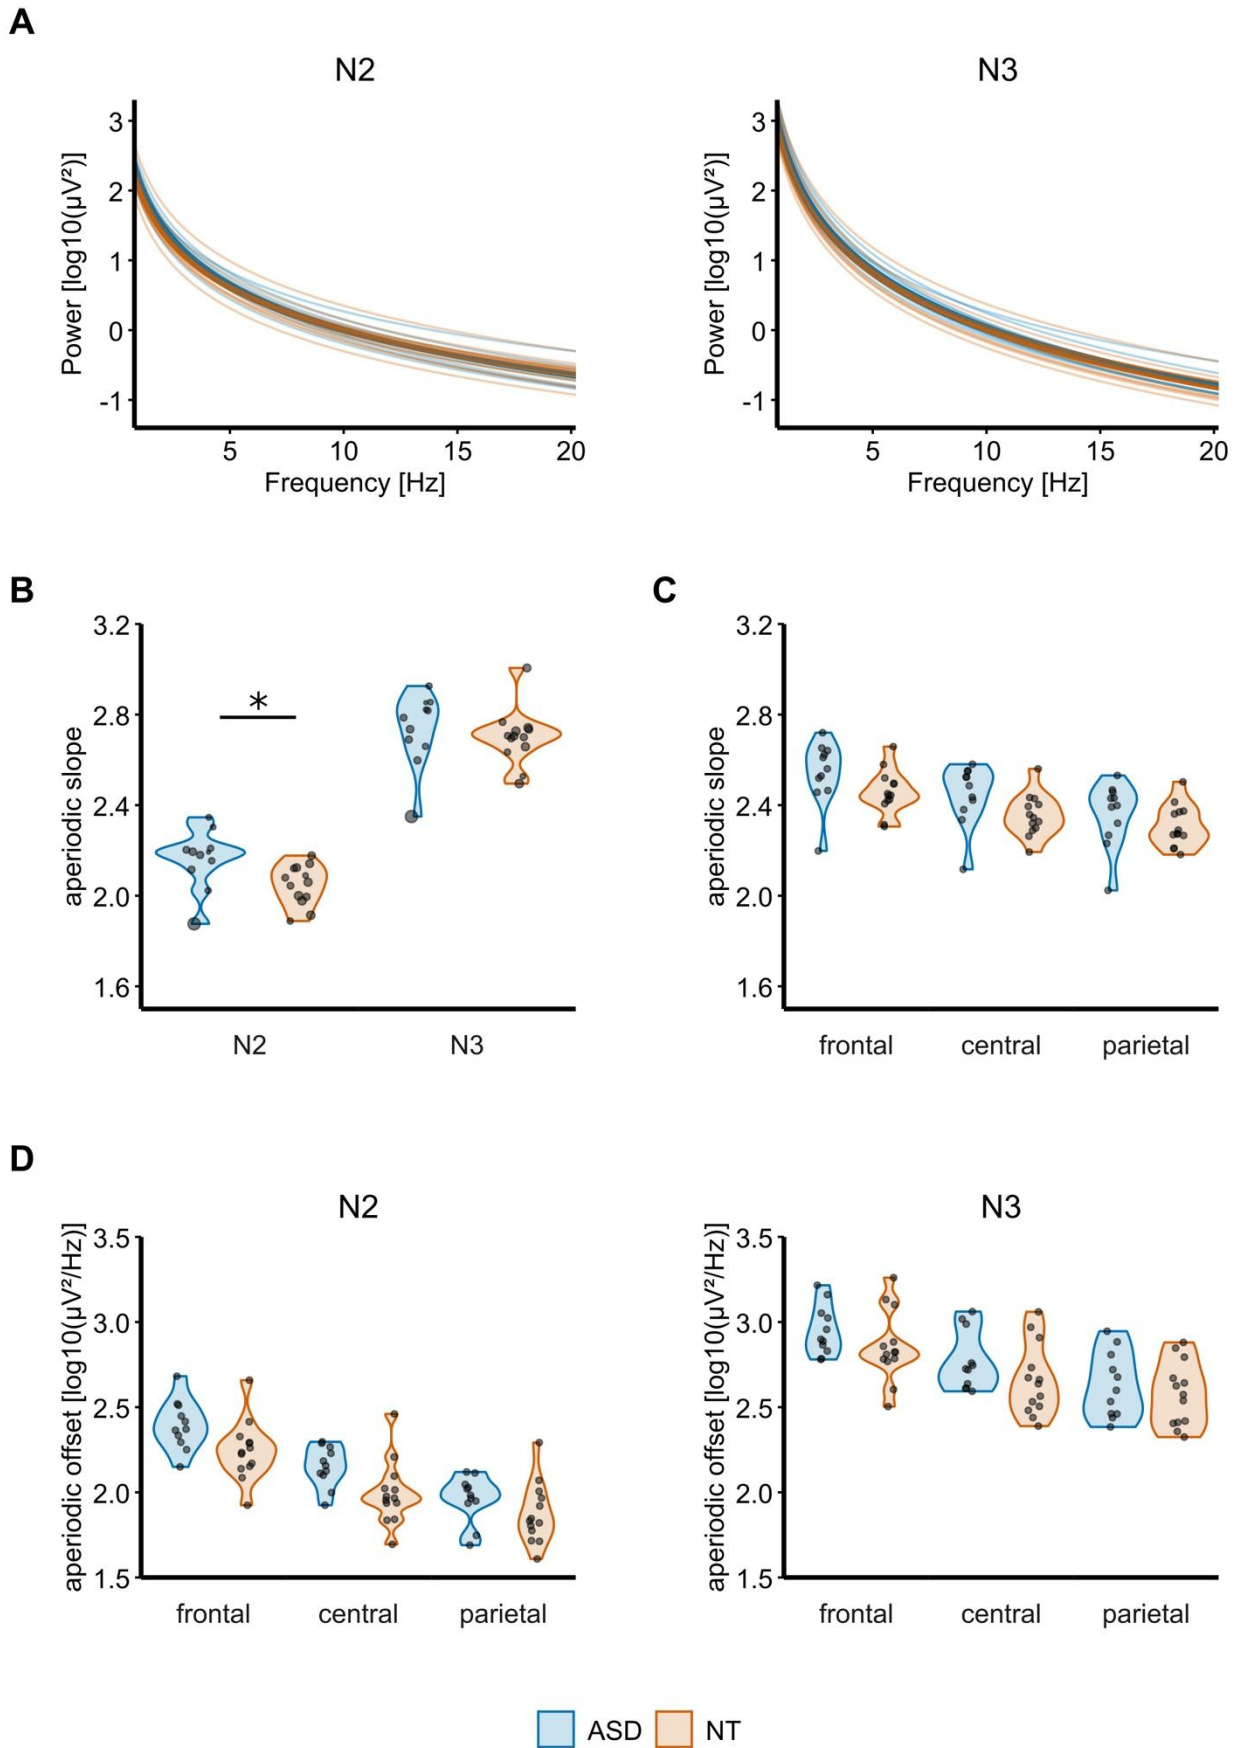 A
N2
N3
Power [log10(µV²)]
3
2
1
0
-1
5
10
15
20
Frequency [Hz]
Power [log10(µV²)]
3
2
1
0
-1
5
10
15
20
Frequency [Hz]
B
aperiodic slope
3.2
2.8
2.4
2.0
1.6
*
N2
N3
C
aperiodic slope
3.2
2.8
2.4
2.0
1.6
frontal
central
parietal
D
N2
aperiodic offset [log10(µV²/Hz)]
3.5
3.0
2.5
2.0
1.5
frontal
central
parietal
N3
aperiodic offset [log10(µV²/Hz)]
3.5
3.0
2.5
2.0
1.5
frontal
central
parietal
ASD
NT